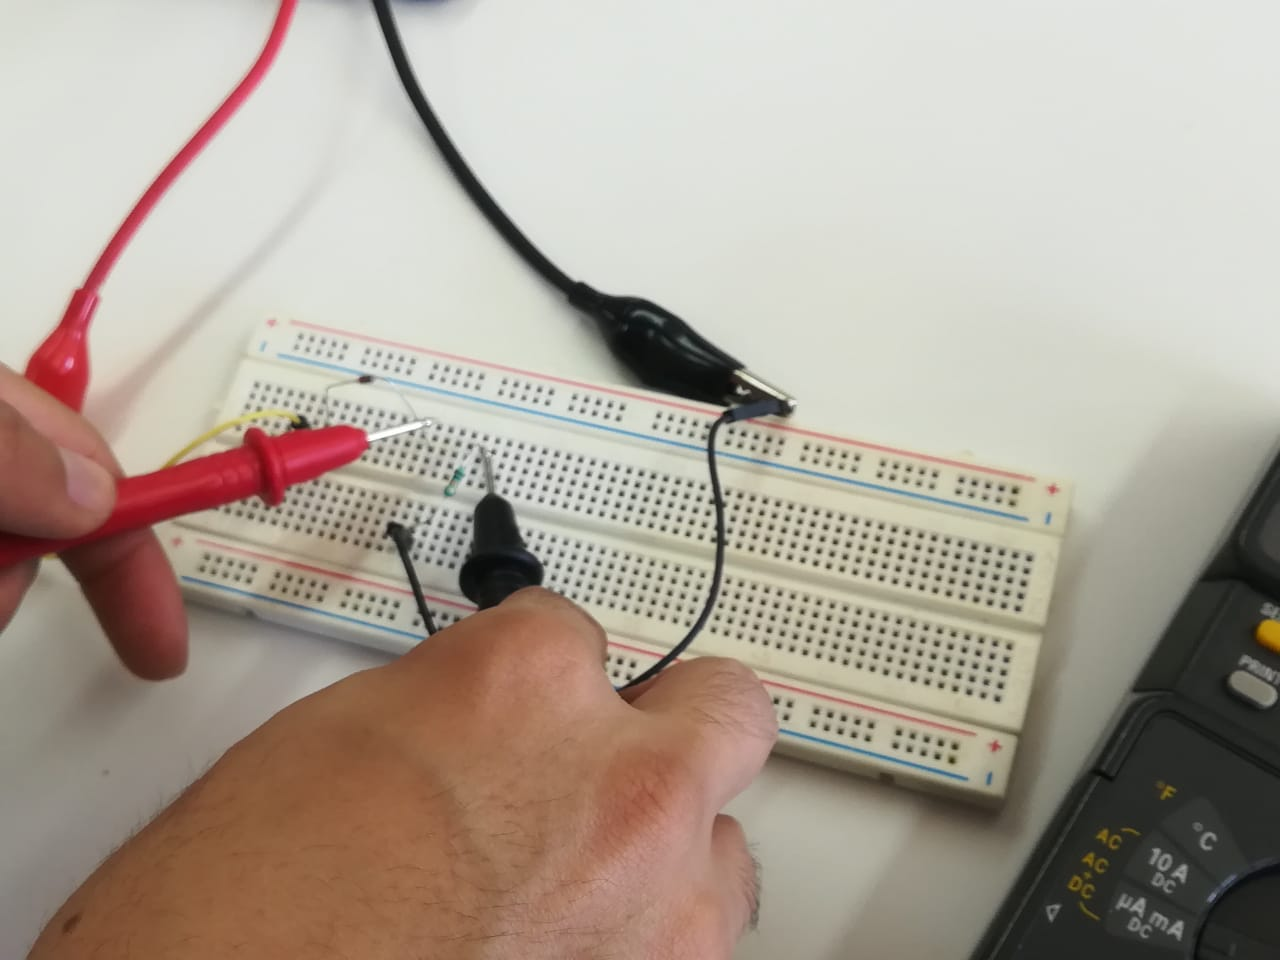 +
+
+
+
PRINT
°F
°C
AC
10 A
DC
AC
+
DC
µA mA
DC